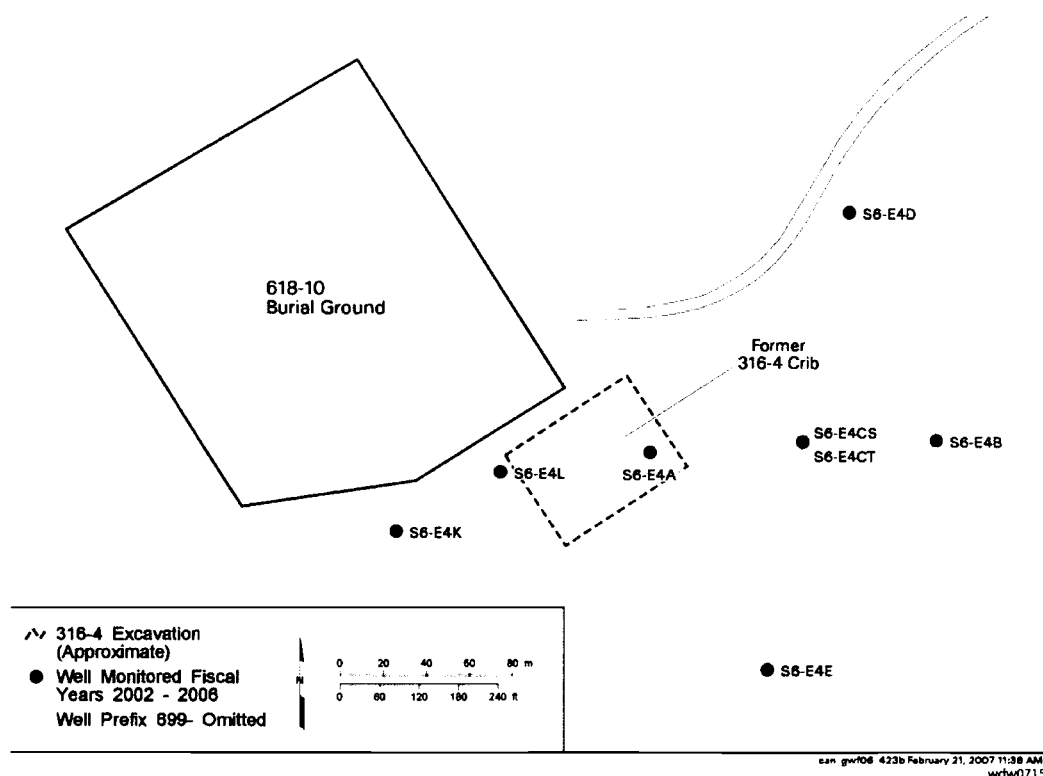 S6-E4D
618-10
Burial Ground
Former
316-4 Crib
S6-E4CS
S6-E4CT
S6-E4B
S6-E4L
S6-E4A
S6-E4K
S6-E4E
316-4 Excavation
(Approximate)
Well Monitored Fiscal
Years 2002 - 2006
Well Prefix 699- Omitted
N
0 20 40 60 80 m
0 60 120 180 240 ft
can gwf06 423b February 21, 2007 11:38 AM
wdw0715